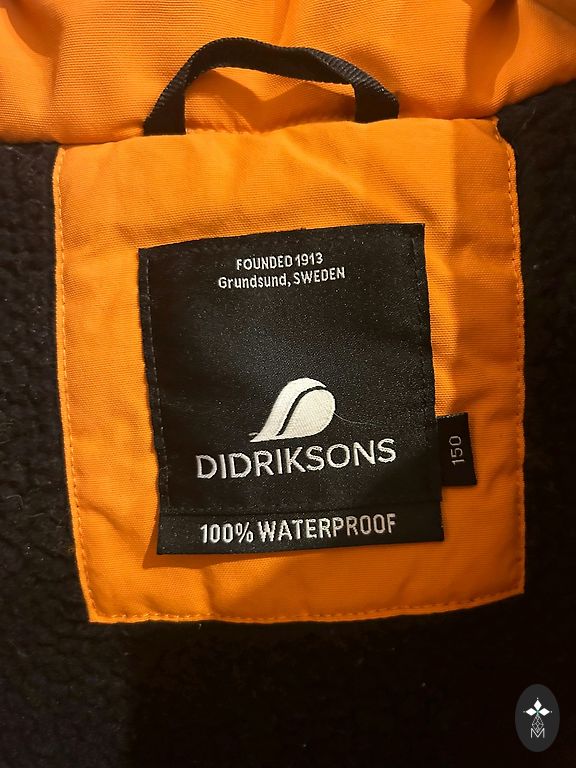 FOUNDED 1913
Grundsund, SWEDEN
DIDRIKSONS
150
100% WATERPROOF
M